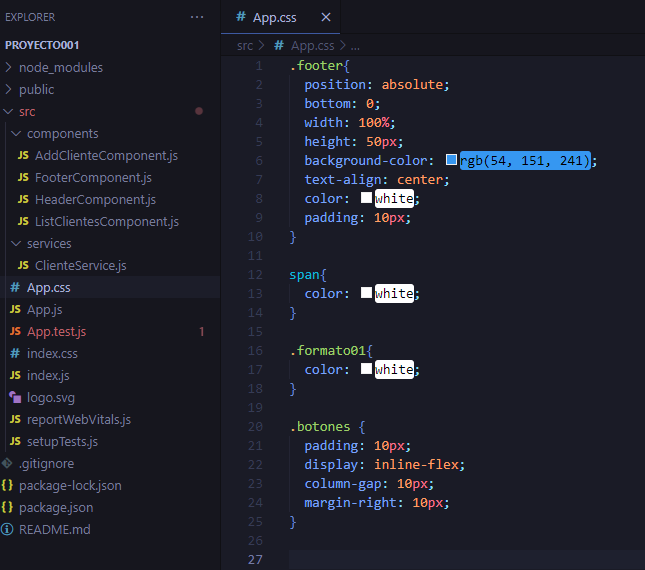 EXPLORER ...
PROYECTO001
node_modules
public
src
components
JS AddClienteComponent.js
JS FooterComponent.js
JS HeaderComponent.js
JS ListClientesComponent.js
services
JS ClienteService.js
# App.css
JS App.js
JS App.test.js 1
# index.css
JS index.js
logo.svg
JS reportWebVitals.js
JS setupTests.js
.gitignore
{} package-lock.json
{} package.json
README.md
# App.css ×
src > # App.css > ...
1 .footer{
2 position: absolute;
3 bottom: 0;
4 width: 100%;
5 height: 50px;
6 background-color: rgb(54, 151, 241);
7 text-align: center;
8 color: white;
9 padding: 10px;
10 }
11
12 span{
13 color: white;
14 }
15
16 .formato01{
17 color: white;
18 }
19
20 .botones {
21 padding: 10px;
22 display: inline-flex;
23 column-gap: 10px;
24 margin-right: 10px;
25 }
26
27